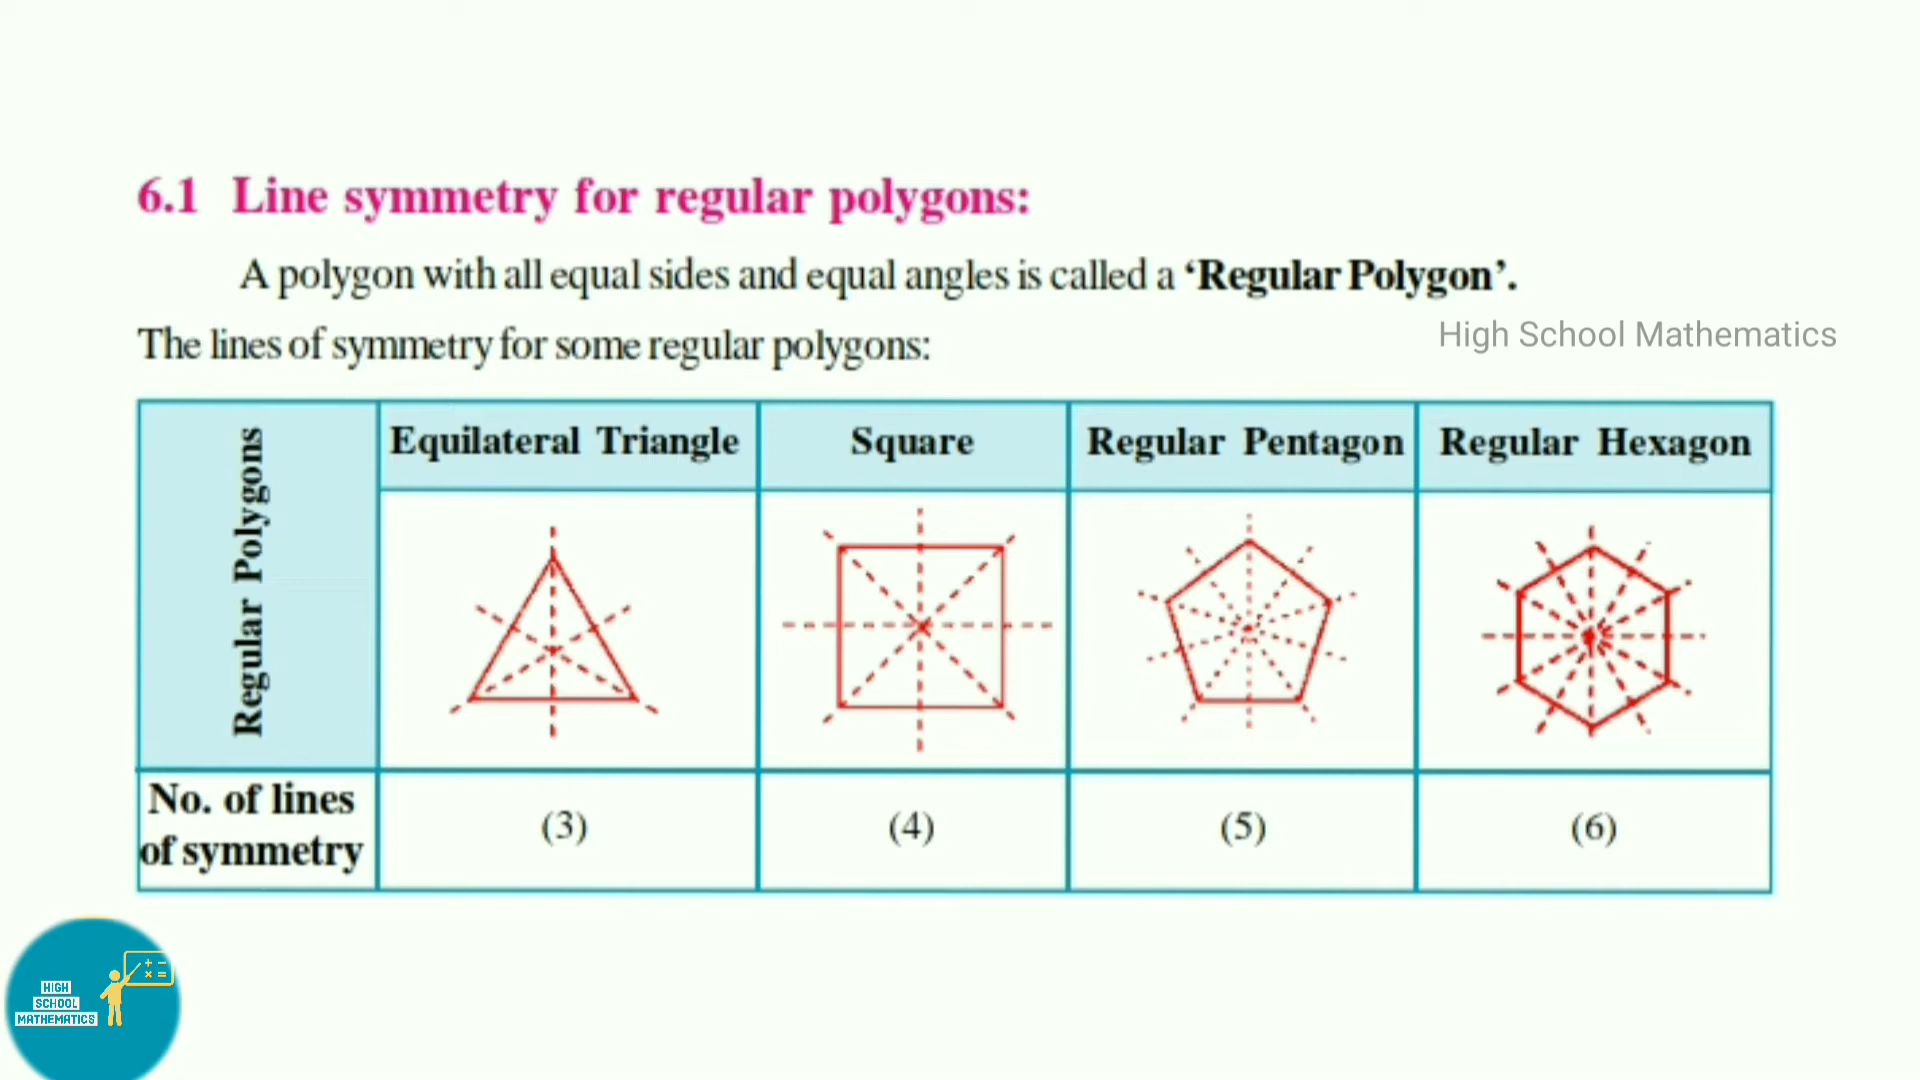 6.1 Line symmetry for regular polygons:
A polygon with all equal sides and equal angles is called a ‘Regular Polygon’.
High School Mathematics
The lines of symmetry for some regular polygons:
Regular Polygons
Equilateral Triangle
Square
Regular Pentagon
Regular Hexagon
No. of lines
of symmetry
(3)
(4)
(5)
(6)
+ −
× =
HIGH
SCHOOL
MATHEMATICS